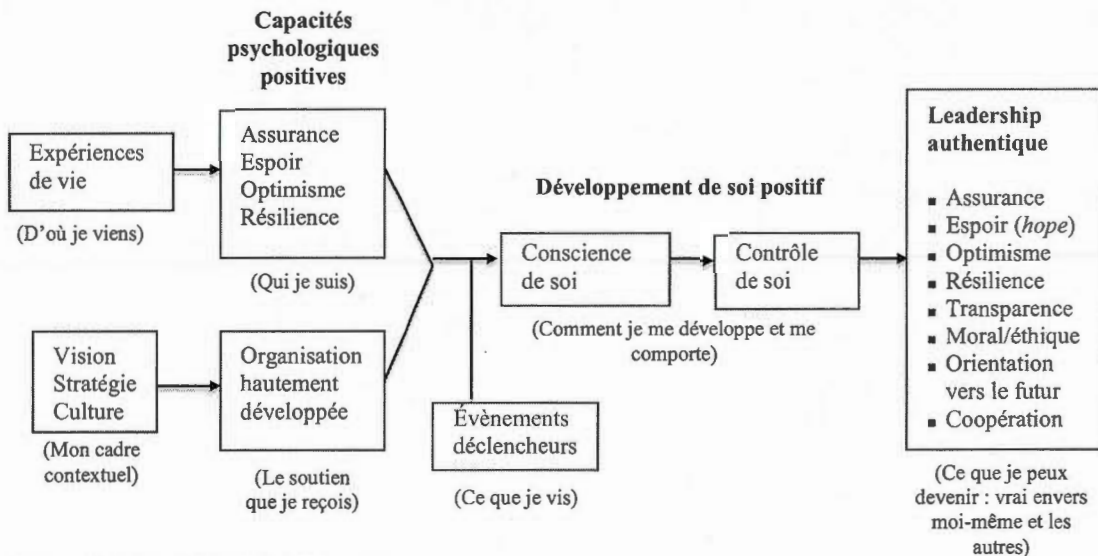 Capacités
psychologiques
positives
Expériences
de vie
(D'où je viens)
Assurance
Espoir
Optimisme
Résilience
(Qui je suis)
Vision
Stratégie
Culture
(Mon cadre
contextuel)
Organisation
hautement
développée
(Le soutien
que je reçois)
Évènements
déclencheurs
(Ce que je vis)
Développement de soi positif
Conscience
de soi
Contrôle
de soi
(Comment je me développe et me
comporte)
Leadership
authentique
▪ Assurance
▪ Espoir (hope)
▪ Optimisme
▪ Résilience
▪ Transparence
▪ Moral/éthique
▪ Orientation
vers le futur
▪ Coopération
(Ce que je peux
devenir : vrai envers
moi-même et les
autres)